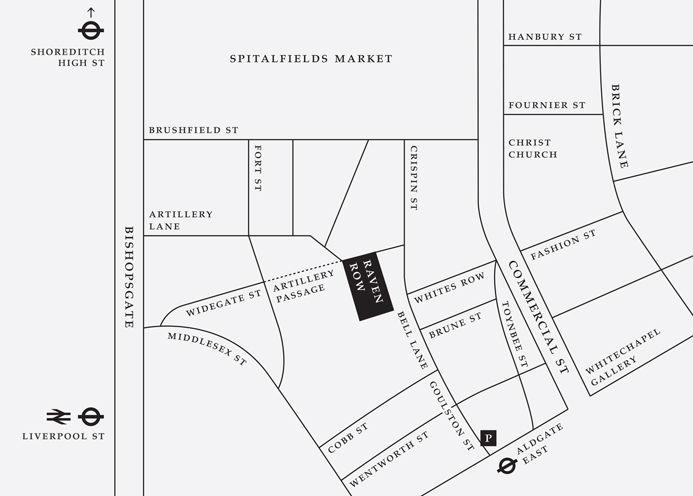 SHOREDITCH
HIGH ST
SPITALFIELDS MARKET
HANBURY ST
BRICK LANE
FOURNIER ST
CHRIST
CHURCH
BRUSHFIELD ST
FORT ST
CRISPIN ST
ARTILLERY
LANE
BISHOPSGATE
FASHION ST
COMMERCIAL ST
RAVEN
ROW
ARTILLERY
PASSAGE
WIDEGATE ST
WHITES ROW
MIDDLESEX ST
BELL LANE
BRUNE ST
TOYNBEE ST
WHITECHAPEL
GALLERY
GOULSTON ST
COBB ST
WENTWORTH ST
LIVERPOOL ST
P
ALDGATE
EAST